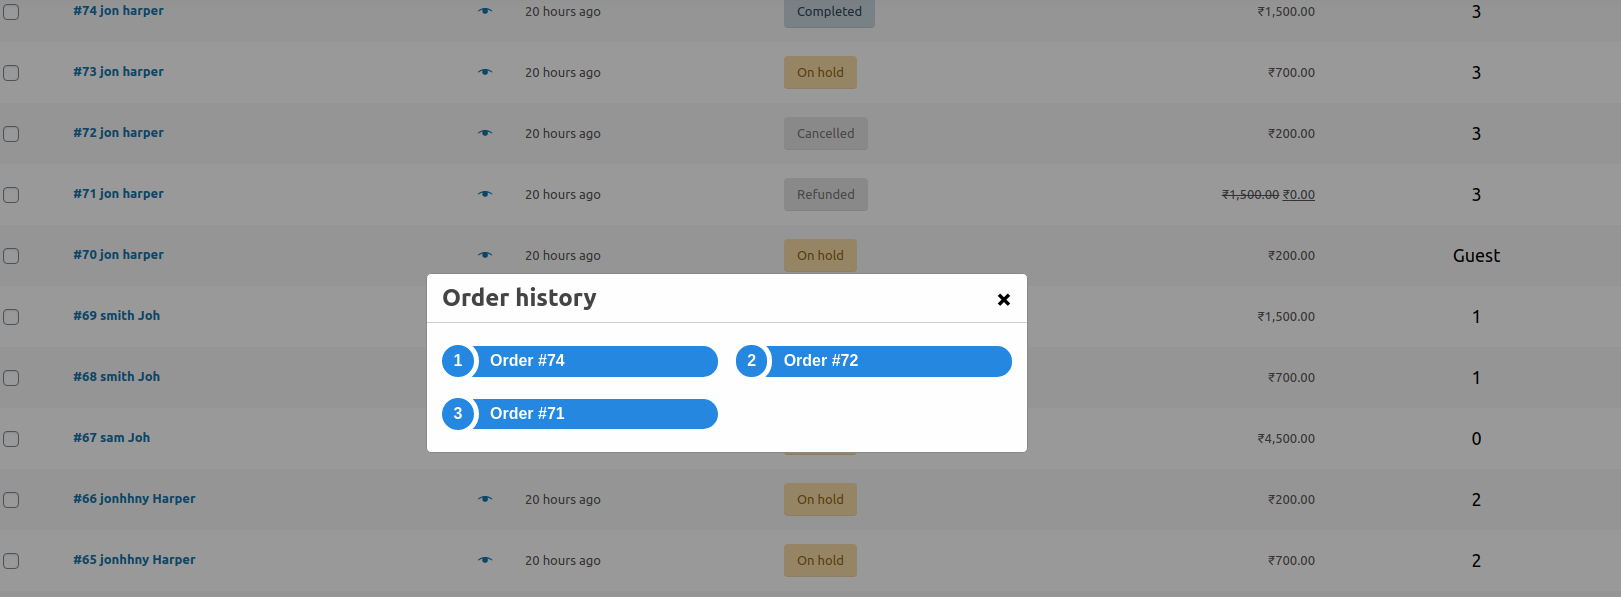 #74 jon harper 20 hours ago Completed ₹1,500.00 3
#73 jon harper 20 hours ago On hold ₹700.00 3
#72 jon harper 20 hours ago Cancelled ₹200.00 3
#71 jon harper 20 hours ago Refunded ₹1,500.00 ₹0.00 3
#70 jon harper 20 hours ago On hold ₹200.00 Guest
Order history ×
#69 smith Joh ₹1,500.00 1
1 Order #74 2 Order #72
#68 smith Joh ₹700.00 1
3 Order #71
#67 sam Joh ₹4,500.00 0
#66 jonhhny Harper 20 hours ago On hold ₹200.00 2
#65 jonhhny Harper 20 hours ago On hold ₹700.00 2